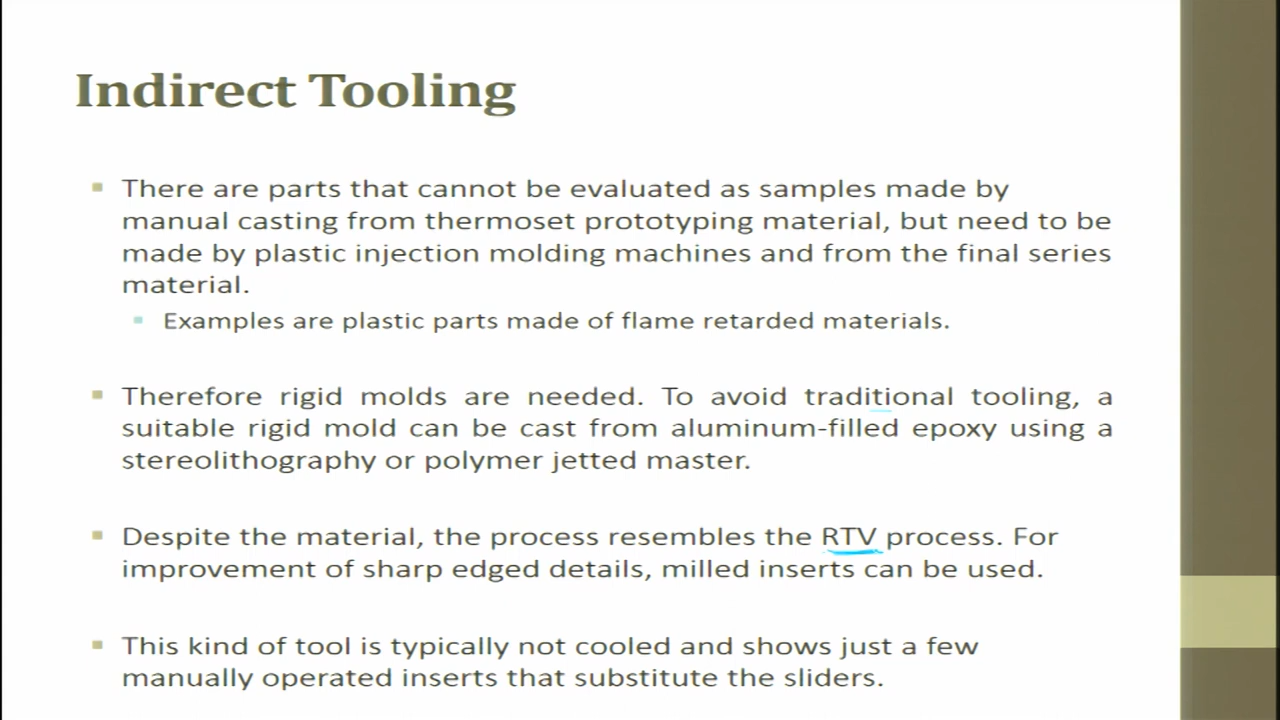 Indirect Tooling
There are parts that cannot be evaluated as samples made by
manual casting from thermoset prototyping material, but need to be
made by plastic injection molding machines and from the final series
material.
Examples are plastic parts made of flame retarded materials.
Therefore rigid molds are needed. To avoid traditional tooling, a
suitable rigid mold can be cast from aluminum-filled epoxy using a
stereolithography or polymer jetted master.
Despite the material, the process resembles the RTV process. For
improvement of sharp edged details, milled inserts can be used.
This kind of tool is typically not cooled and shows just a few
manually operated inserts that substitute the sliders.